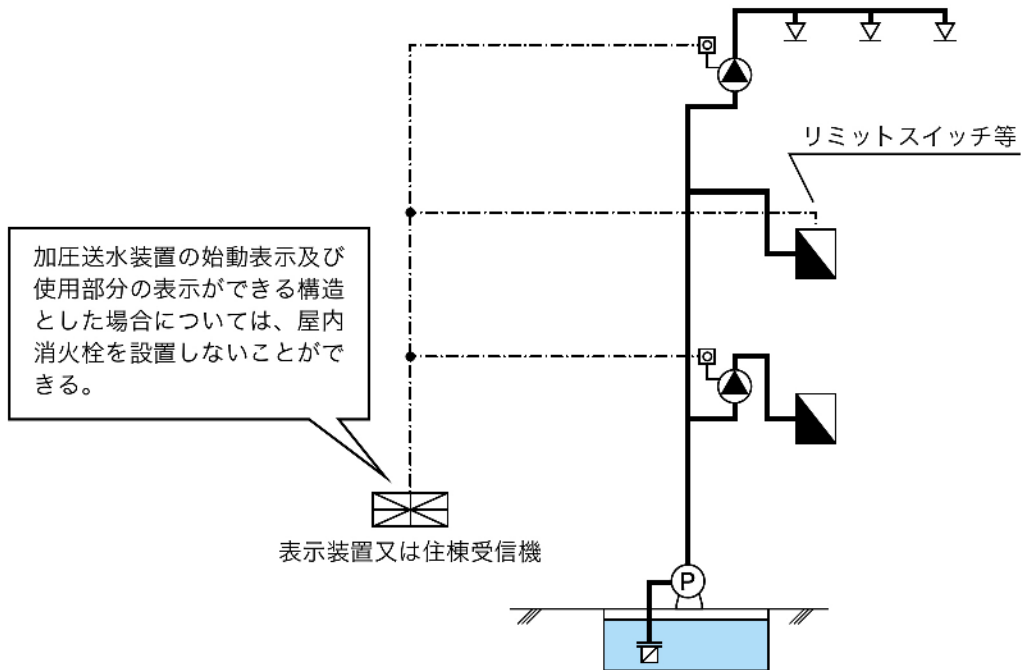 リミットスイッチ等
加圧送水装置の始動表示及び
使用部分の表示ができる構造
とした場合については、屋内
消火栓を設置しないことがで
きる。
表示装置又は住棟受信機
P